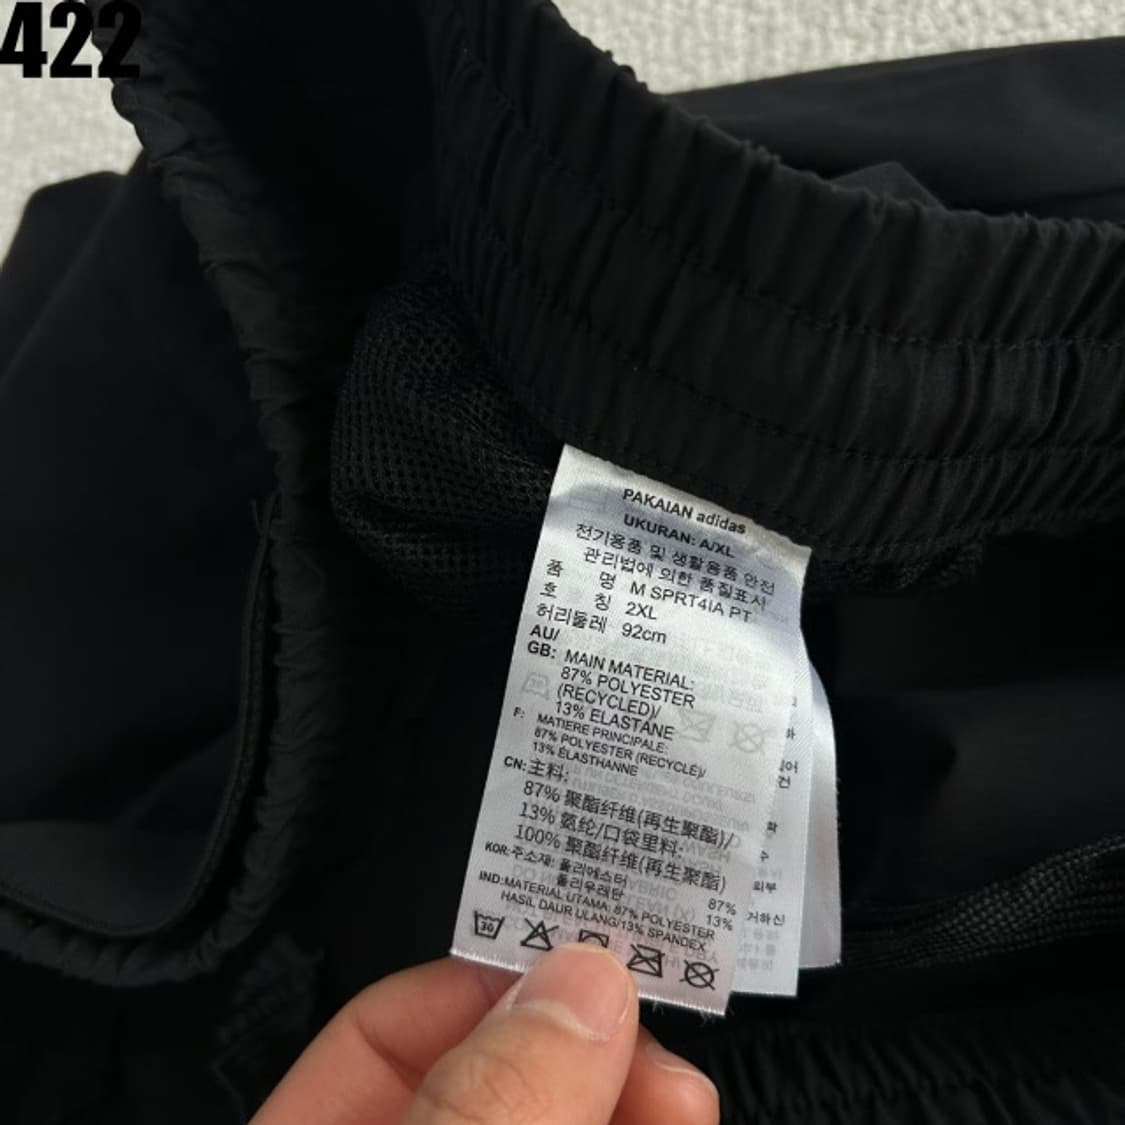 422
PAKAIAN adidas
UKURAN: A/XL
전기용품 및 생활용품 안전
관리법에 의한 품질표시
품 명 M SPRT4IA PT
호 칭 2XL
허리둘레 92cm
AU/
GB: MAIN MATERIAL:
87% POLYESTER
(RECYCLED)/
13% ELASTANE
F: MATIERE PRINCIPALE:
87% POLYESTER (RECYCLE)/
13% ELASTHANNE
CN: 主料:
87% 聚酯纤维(再生聚酯)/
13% 氨纶/口袋里料:
100% 聚酯纤维(再生聚酯)
KOR: 주소재: 폴리에스터 87%
폴리우레탄 13%
IND: MATERIAL UTAMA: 87% POLYESTER
HASIL DAUR ULANG/13% SPANDEX
30